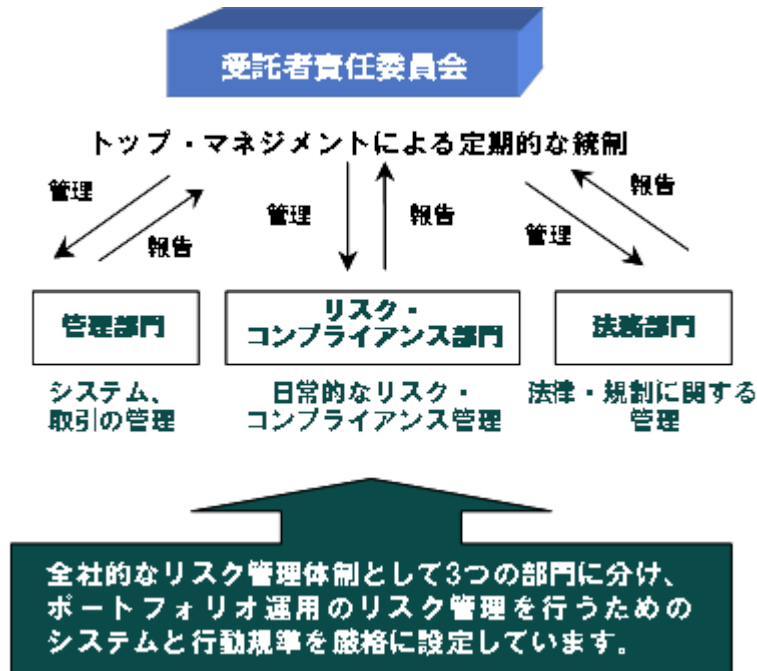 受託者責任委員会
トップ・マネジメントによる定期的な統制
管理
報告
管理
報告
管理
報告
管理部門
リスク・
コンプライアンス部門
法務部門
システム、
取引の管理
日常的なリスク・
コンプライアンス管理
法律・規制に関する
管理
全社的なリスク管理体制として3つの部門に分け、
ポートフォリオ運用のリスク管理を行うための
システムと行動規準を厳格に設定しています。